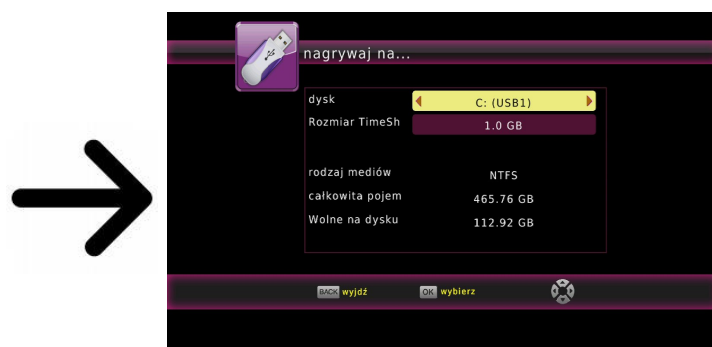 nagrywaj na...
dysk C: (USB1)
Rozmiar TimeSh 1.0 GB
rodzaj mediów NTFS
całkowita pojem 465.76 GB
Wolne na dysku 112.92 GB
BACK wyjdź OK wybierz